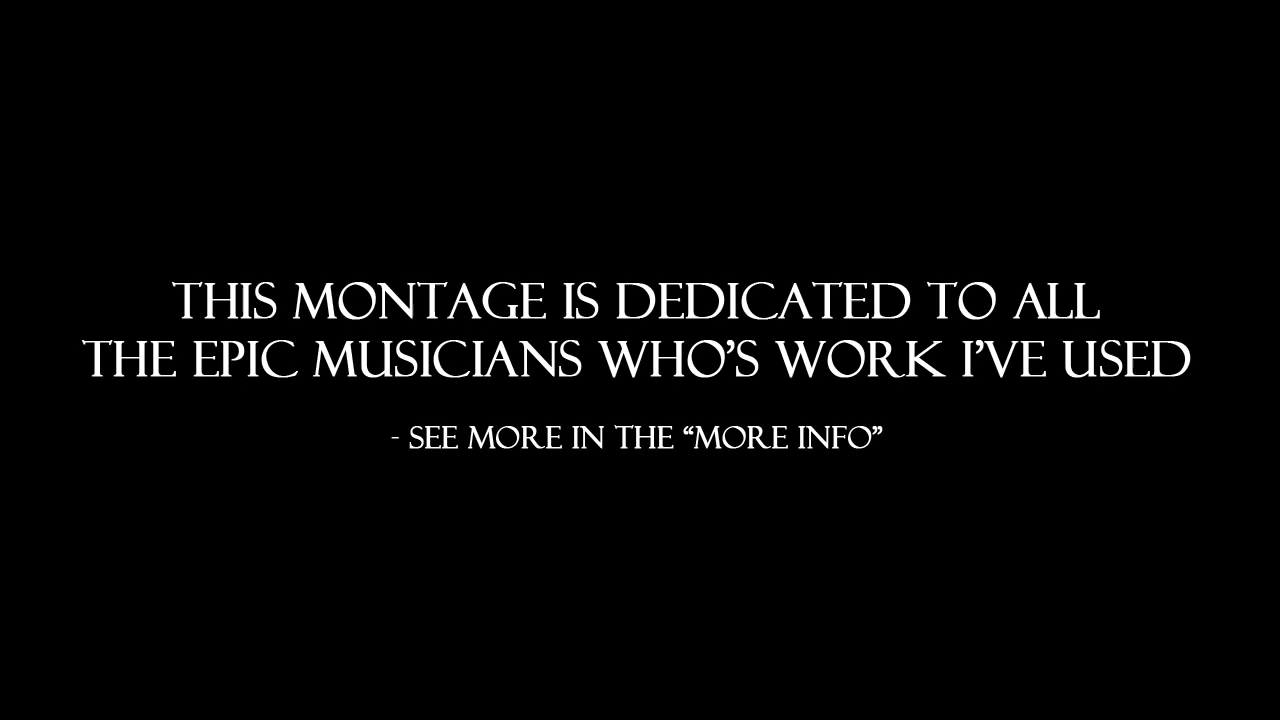 THIS MONTAGE IS DEDICATED TO ALL
THE EPIC MUSICIANS WHO'S WORK I'VE USED
- SEE MORE IN THE “MORE INFO”